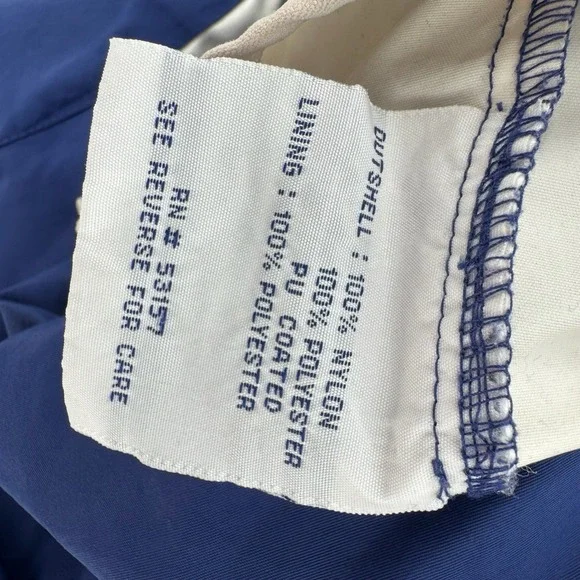 OUTSHELL : 100% NYLON
100% POLYESTER
PU COATED
LINING : 100% POLYESTER
RN # 53157
SEE REVERSE FOR CARE